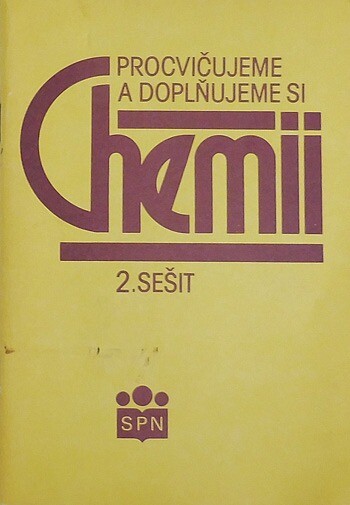 PROCVIČUJEME
A DOPLŇUJEME SI
Chemii
2. SEŠIT
SPN